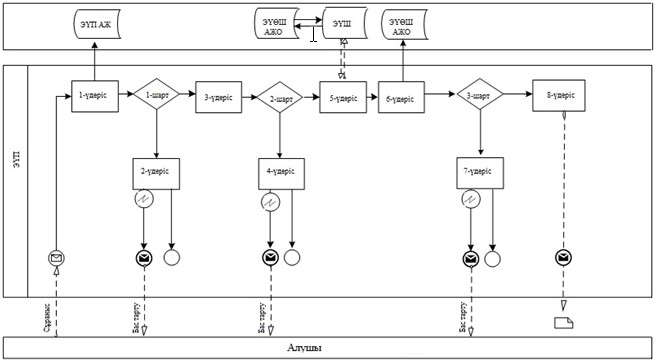 ЭҮП АЖ
ЭҮӨШ
АЖО
ЭҮШ
ЭҮӨШ
АЖО
ЭҮП
1-үдеріс
1-шарт
3-үдеріс
2-шарт
5-үдеріс
6-үдеріс
3-шарт
8-үдеріс
2-үдеріс
4-үдеріс
7-үдеріс
Сұраныс
Бас тарту
Бас тарту
Бас тарту
Алушы